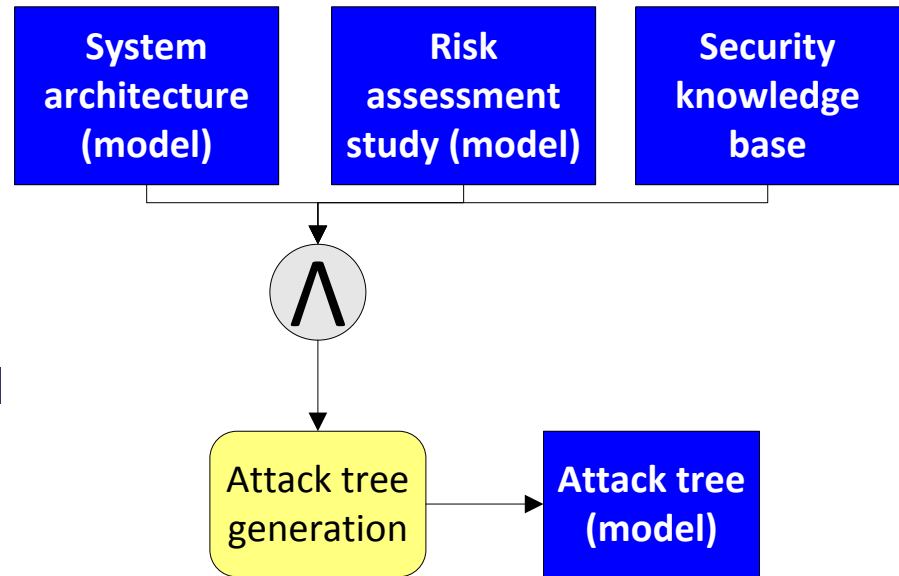 System
architecture
(model)
Risk
assessment
study (model)
Security
knowledge
base
Λ
Attack tree
generation
Attack tree
(model)